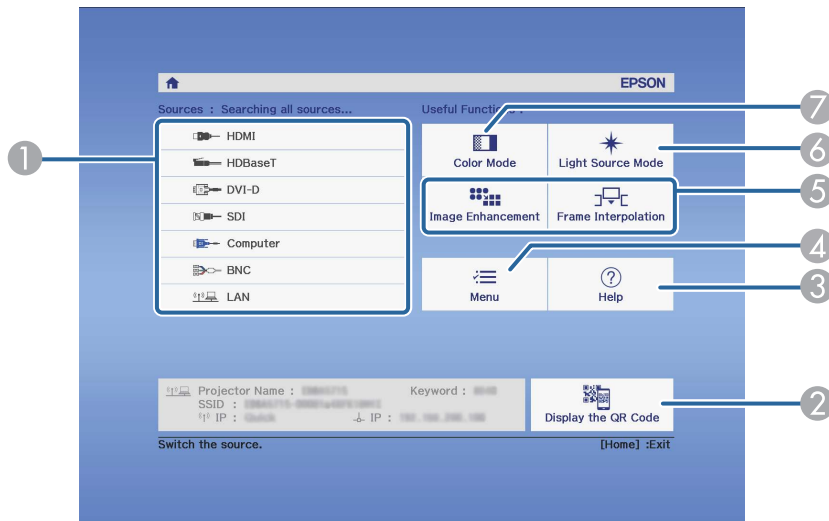 EPSON
Sources : Searching all sources...
Useful Functions :
HDMI
HDBaseT
DVI-D
SDI
Computer
BNC
LAN
Color Mode
Light Source Mode
Image Enhancement
Frame Interpolation
Menu
Help
Projector Name :
Keyword :
SSID :
IP :
IP :
Display the QR Code
Switch the source.
[Home] :Exit
1
7
6
5
4
3
2